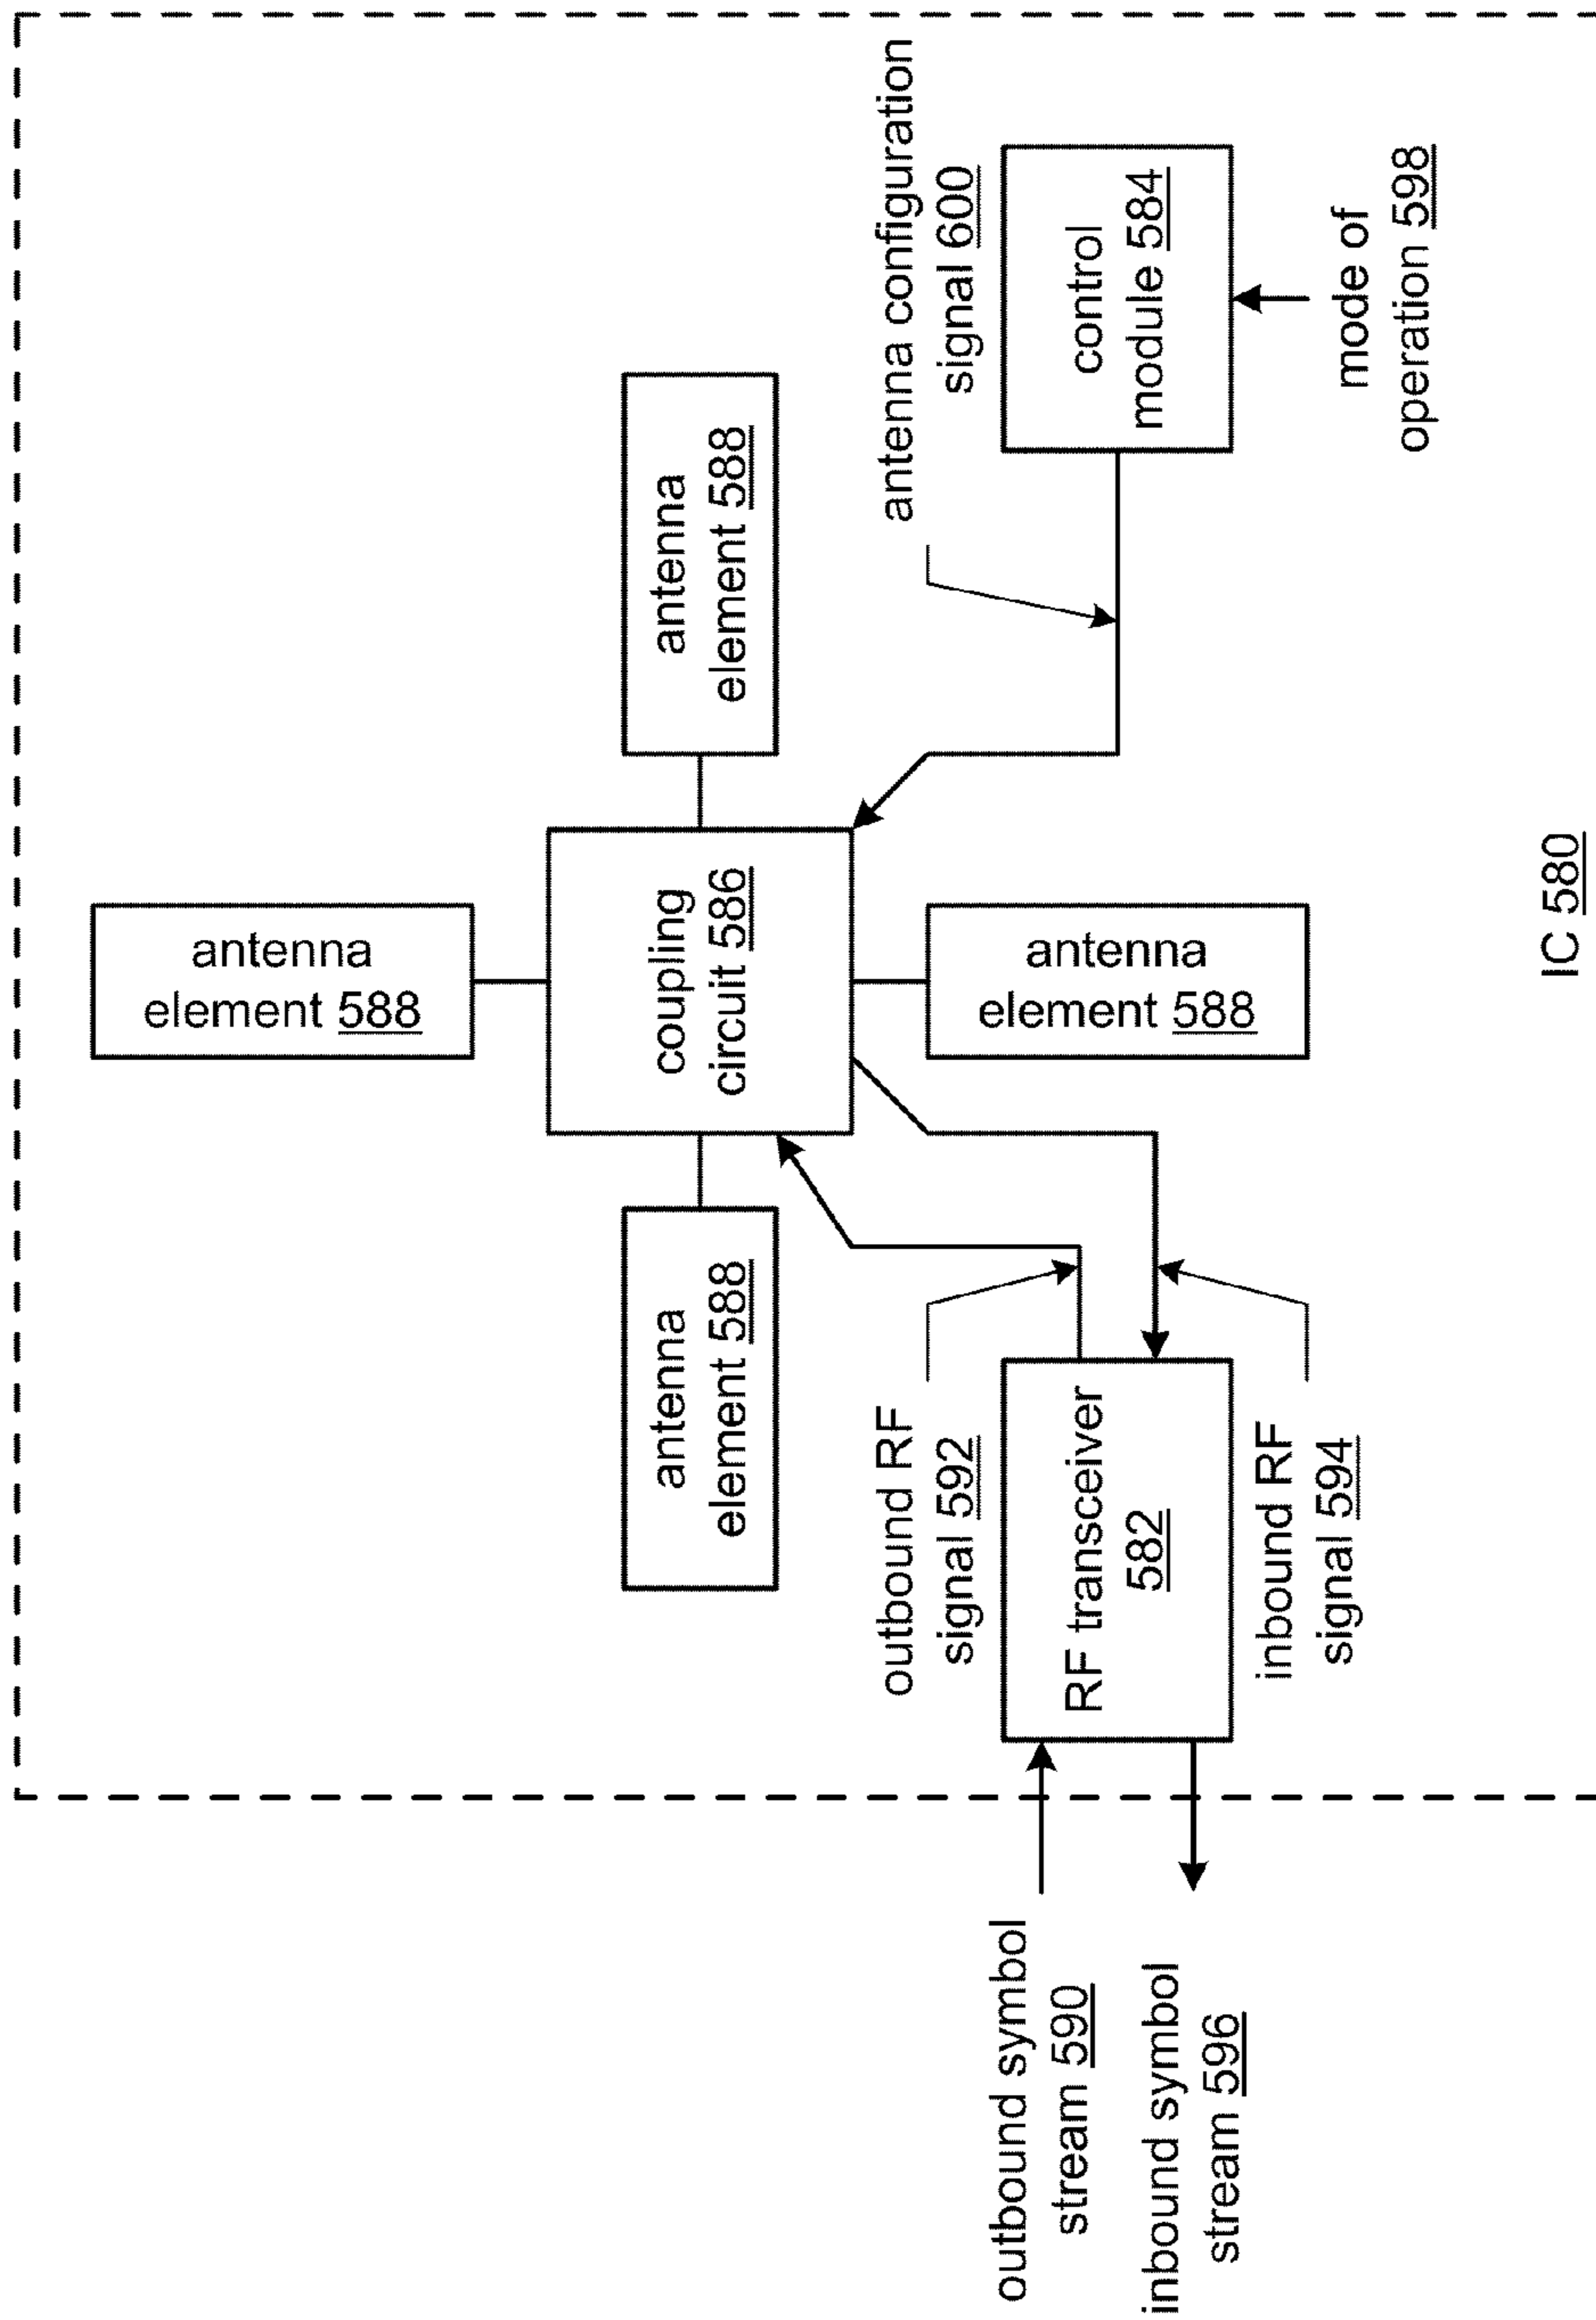 antenna
element 588
antenna
element 588
coupling
circuit 586
antenna
element 588
antenna
element 588
outbound RF
signal 592
antenna configuration
signal 600
outbound symbol
stream 590
inbound symbol
stream 596
RF transceiver
582
control
module 584
inbound RF
signal 594
mode of
operation 598
IC 580